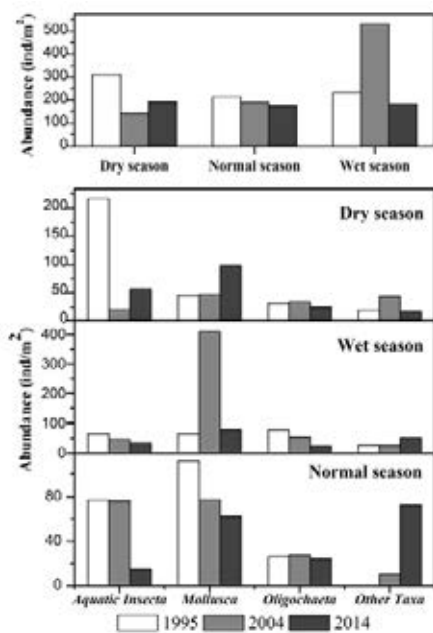 Abundance (ind/m²)
500
400
300
200
100
0
Dry season Normal season Wet season
Abundance (ind/m²)
200
150
100
50
0
Dry season
400
300
200
100
0
Wet season
80
40
0
Normal season
Aquatic Insecta Mollusca Oligochaeta Other Taxa
1995 2004 2014